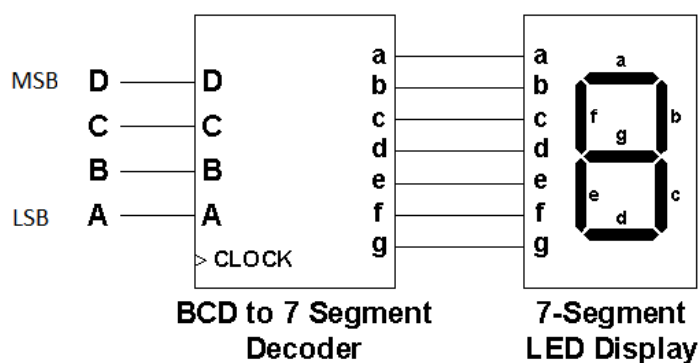 MSB D D a a
C C b b
B B c c
LSB A A d d
e e
f f
g g
> CLOCK
a
f b
g
e c
d
BCD to 7 Segment
Decoder
7-Segment
LED Display